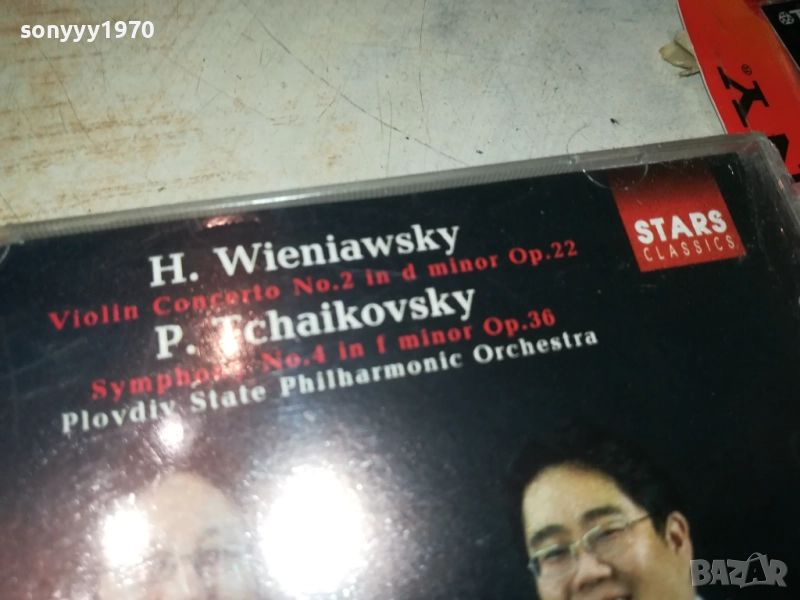 sonyyy1970
H. Wieniawsky
Violin Concerto No.2 in d minor Op.22
P. Tchaikovsky
Symphony No.4 in f minor Op.36
Plovdiv State Philharmonic Orchestra
STARS
CLASSICS
BAZAR